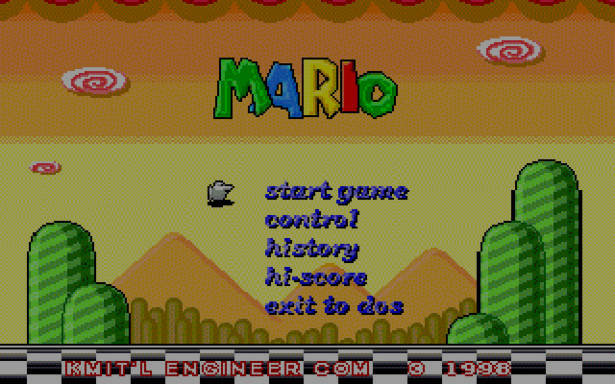 MARIO
start game
control
history
hi-score
exit to dos
KMIT'L ENGINEER COM © 1998